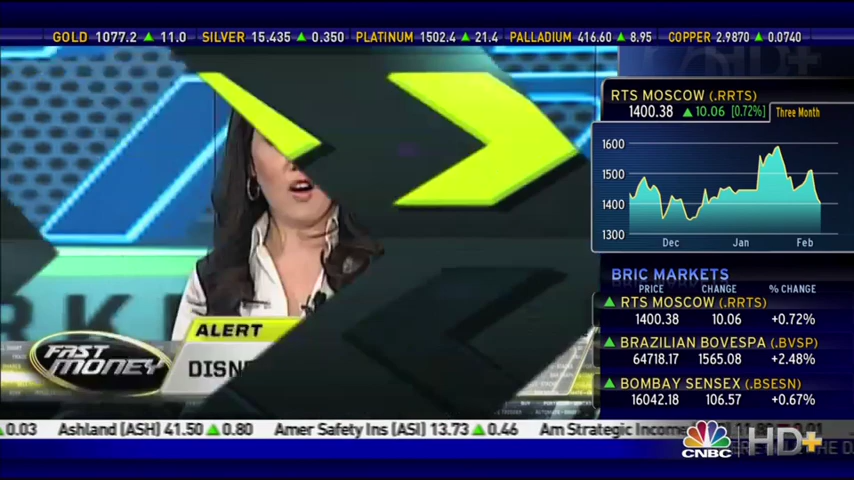 GOLD 1077.2 ▲ 11.0 SILVER 15.435 ▲ 0.350 PLATINUM 1502.4 ▲ 21.4 PALLADIUM 416.60 ▲ 8.95 COPPER 2.9870 ▲ 0.0740
HD+
RTS MOSCOW (.RRTS)
1400.38 ▲ 10.06 [0.72%] Three Month
1600
1500
1400
1300
Dec Jan Feb
BRIC MARKETS
PRICE CHANGE % CHANGE
▲ RTS MOSCOW (.RRTS)
1400.38 10.06 +0.72%
▲ BRAZILIAN BOVESPA (.BVSP)
64718.17 1565.08 +2.48%
▲ BOMBAY SENSEX (.BSESN)
16042.18 106.57 +0.67%
ALERT
FAST MONEY
DISN
▲ 0.03 Ashland (ASH) 41.50 ▲ 0.80 Amer Safety Ins (ASI) 13.73 ▲ 0.46 Am Strategic Income
CNBC HD+